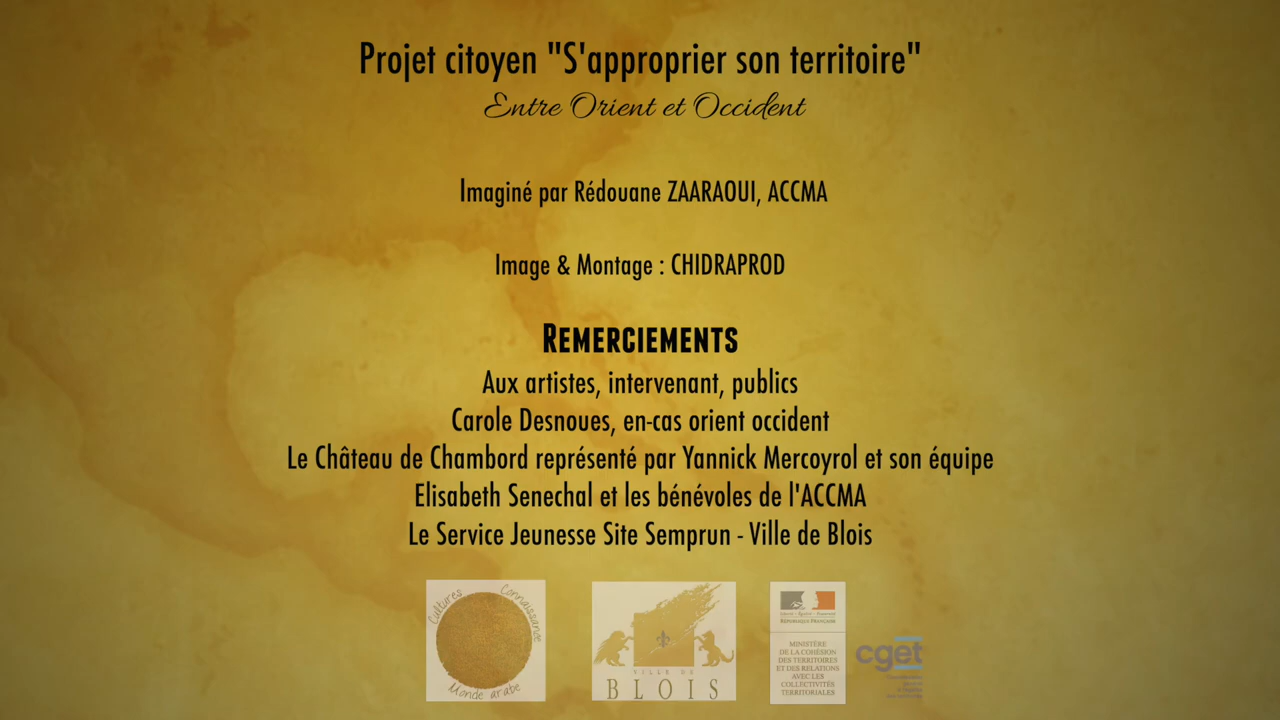 Projet citoyen "S'approprier son territoire"
Entre Orient et Occident
Imaginé par Rédouane ZAARAOUI, ACCMA
Image & Montage : CHIDRAPROD
REMERCIEMENTS
Aux artistes, intervenant, publics
Carole Desnoues, en-cas orient occident
Le Château de Chambord représenté par Yannick Mercoyrol et son équipe
Elisabeth Senechal et les bénévoles de l'ACCMA
Le Service Jeunesse Site Semprun - Ville de Blois
Cultures Connaissance
Monde arabe
VILLE DE
BLOIS
RÉPUBLIQUE FRANÇAISE
MINISTÈRE
DE LA COHÉSION
DES TERRITOIRES
ET DES RELATIONS
AVEC LES
COLLECTIVITÉS
TERRITORIALES
cget